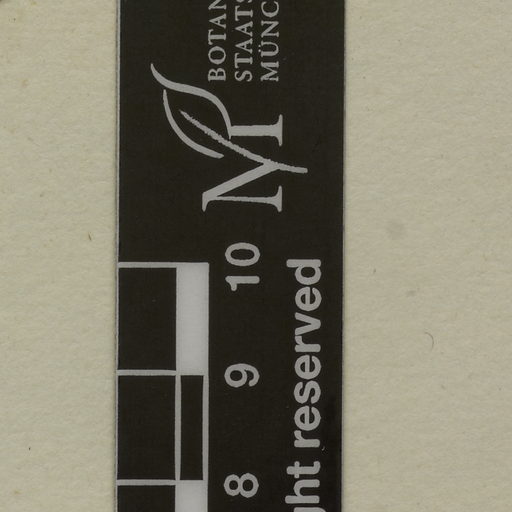 BOTAN
STAATS
MÜNC
M
8 9 10
ght reserved